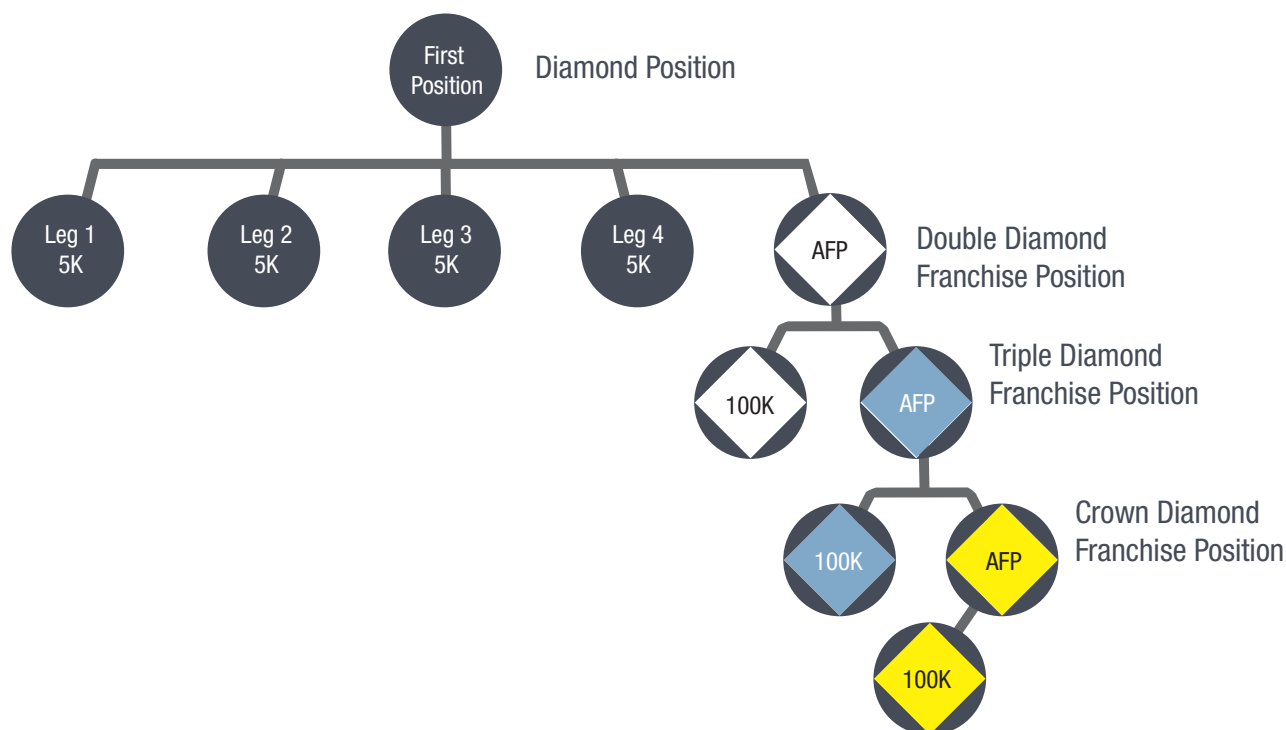 First
Position
Diamond Position
Leg 1
5K
Leg 2
5K
Leg 3
5K
Leg 4
5K
AFP
Double Diamond
Franchise Position
100K
AFP
Triple Diamond
Franchise Position
100K
AFP
Crown Diamond
Franchise Position
100K